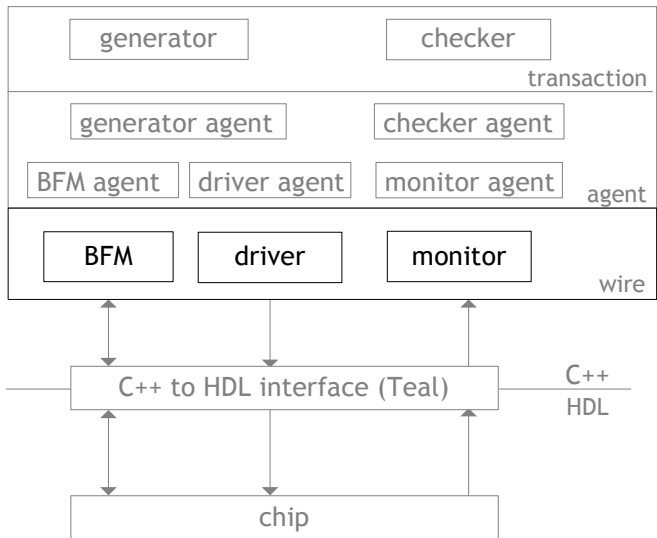 generator checker
transaction
generator agent checker agent
BFM agent driver agent monitor agent
agent
BFM driver monitor
wire
C++ to HDL interface (Teal) C++
HDL
chip